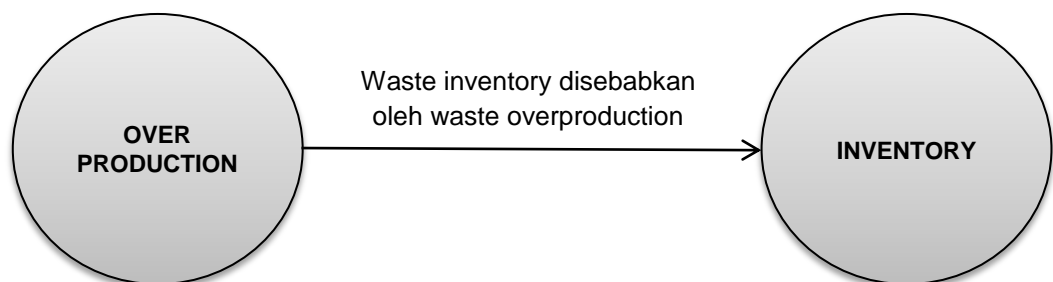 Waste inventory disebabkan
oleh waste overproduction
OVER
PRODUCTION
INVENTORY